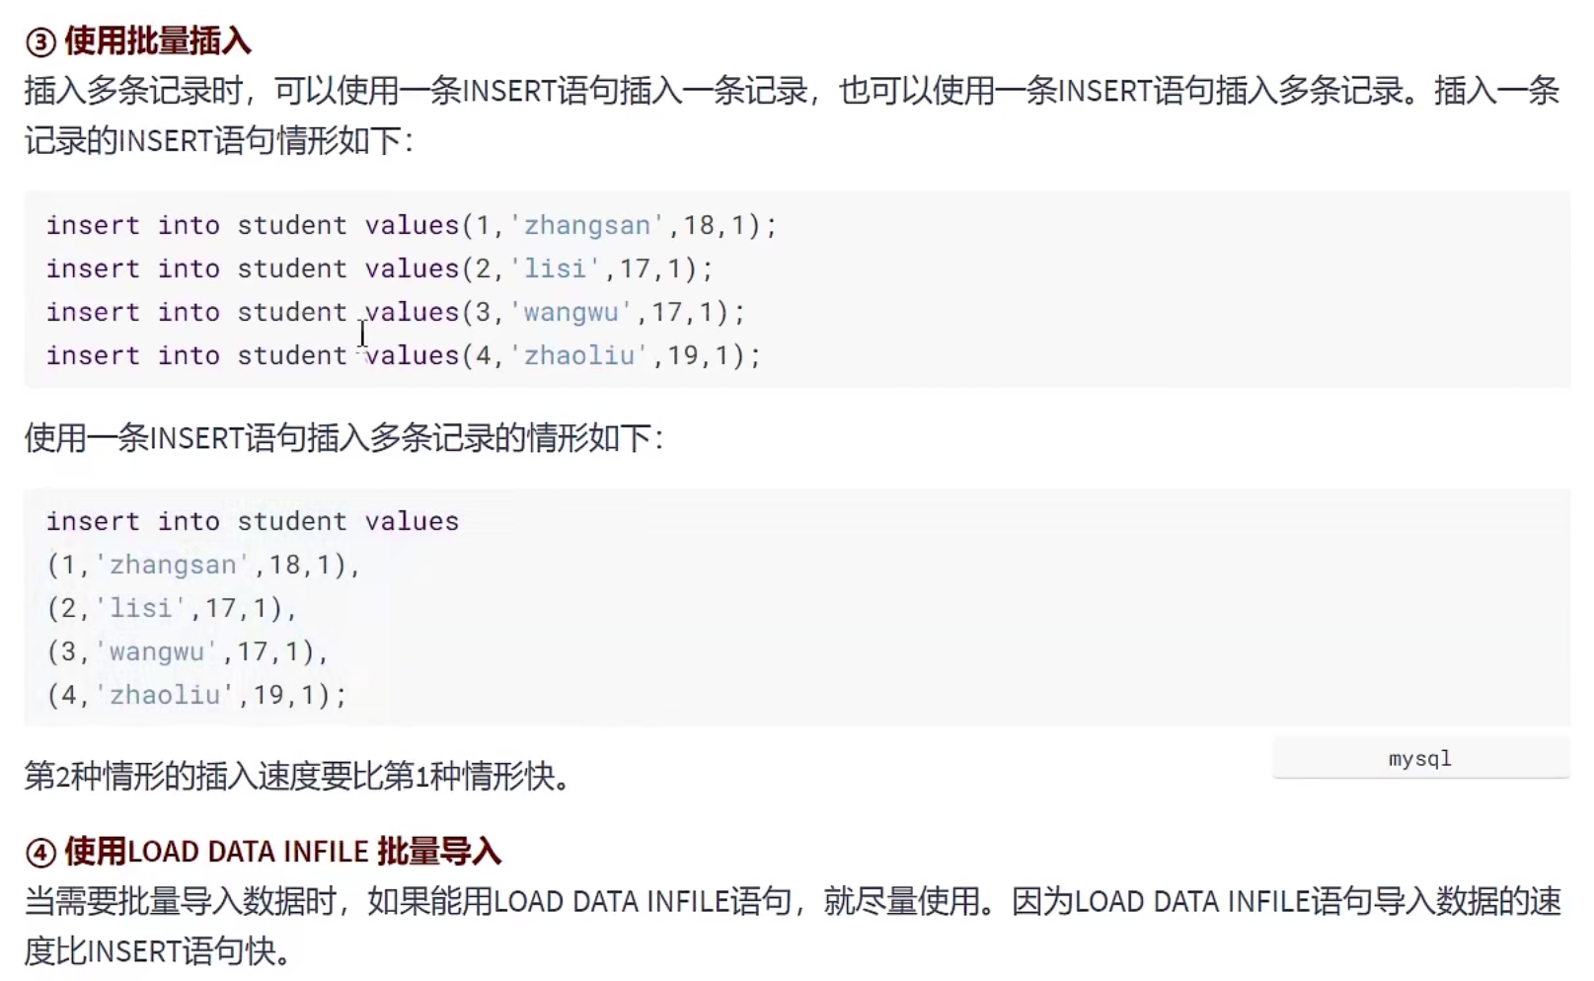 ③ 使用批量插入
插入多条记录时，可以使用一条INSERT语句插入一条记录，也可以使用一条INSERT语句插入多条记录。插入一条
记录的INSERT语句情形如下：
insert into student values(1,'zhangsan',18,1);
insert into student values(2,'lisi',17,1);
insert into student values(3,'wangwu',17,1);
insert into student values(4,'zhaoliu',19,1);
使用一条INSERT语句插入多条记录的情形如下：
insert into student values
(1,'zhangsan',18,1),
(2,'lisi',17,1),
(3,'wangwu',17,1),
(4,'zhaoliu',19,1);
mysql
第2种情形的插入速度要比第1种情形快。
④ 使用LOAD DATA INFILE 批量导入
当需要批量导入数据时，如果能用LOAD DATA INFILE语句，就尽量使用。因为LOAD DATA INFILE语句导入数据的速
度比INSERT语句快。